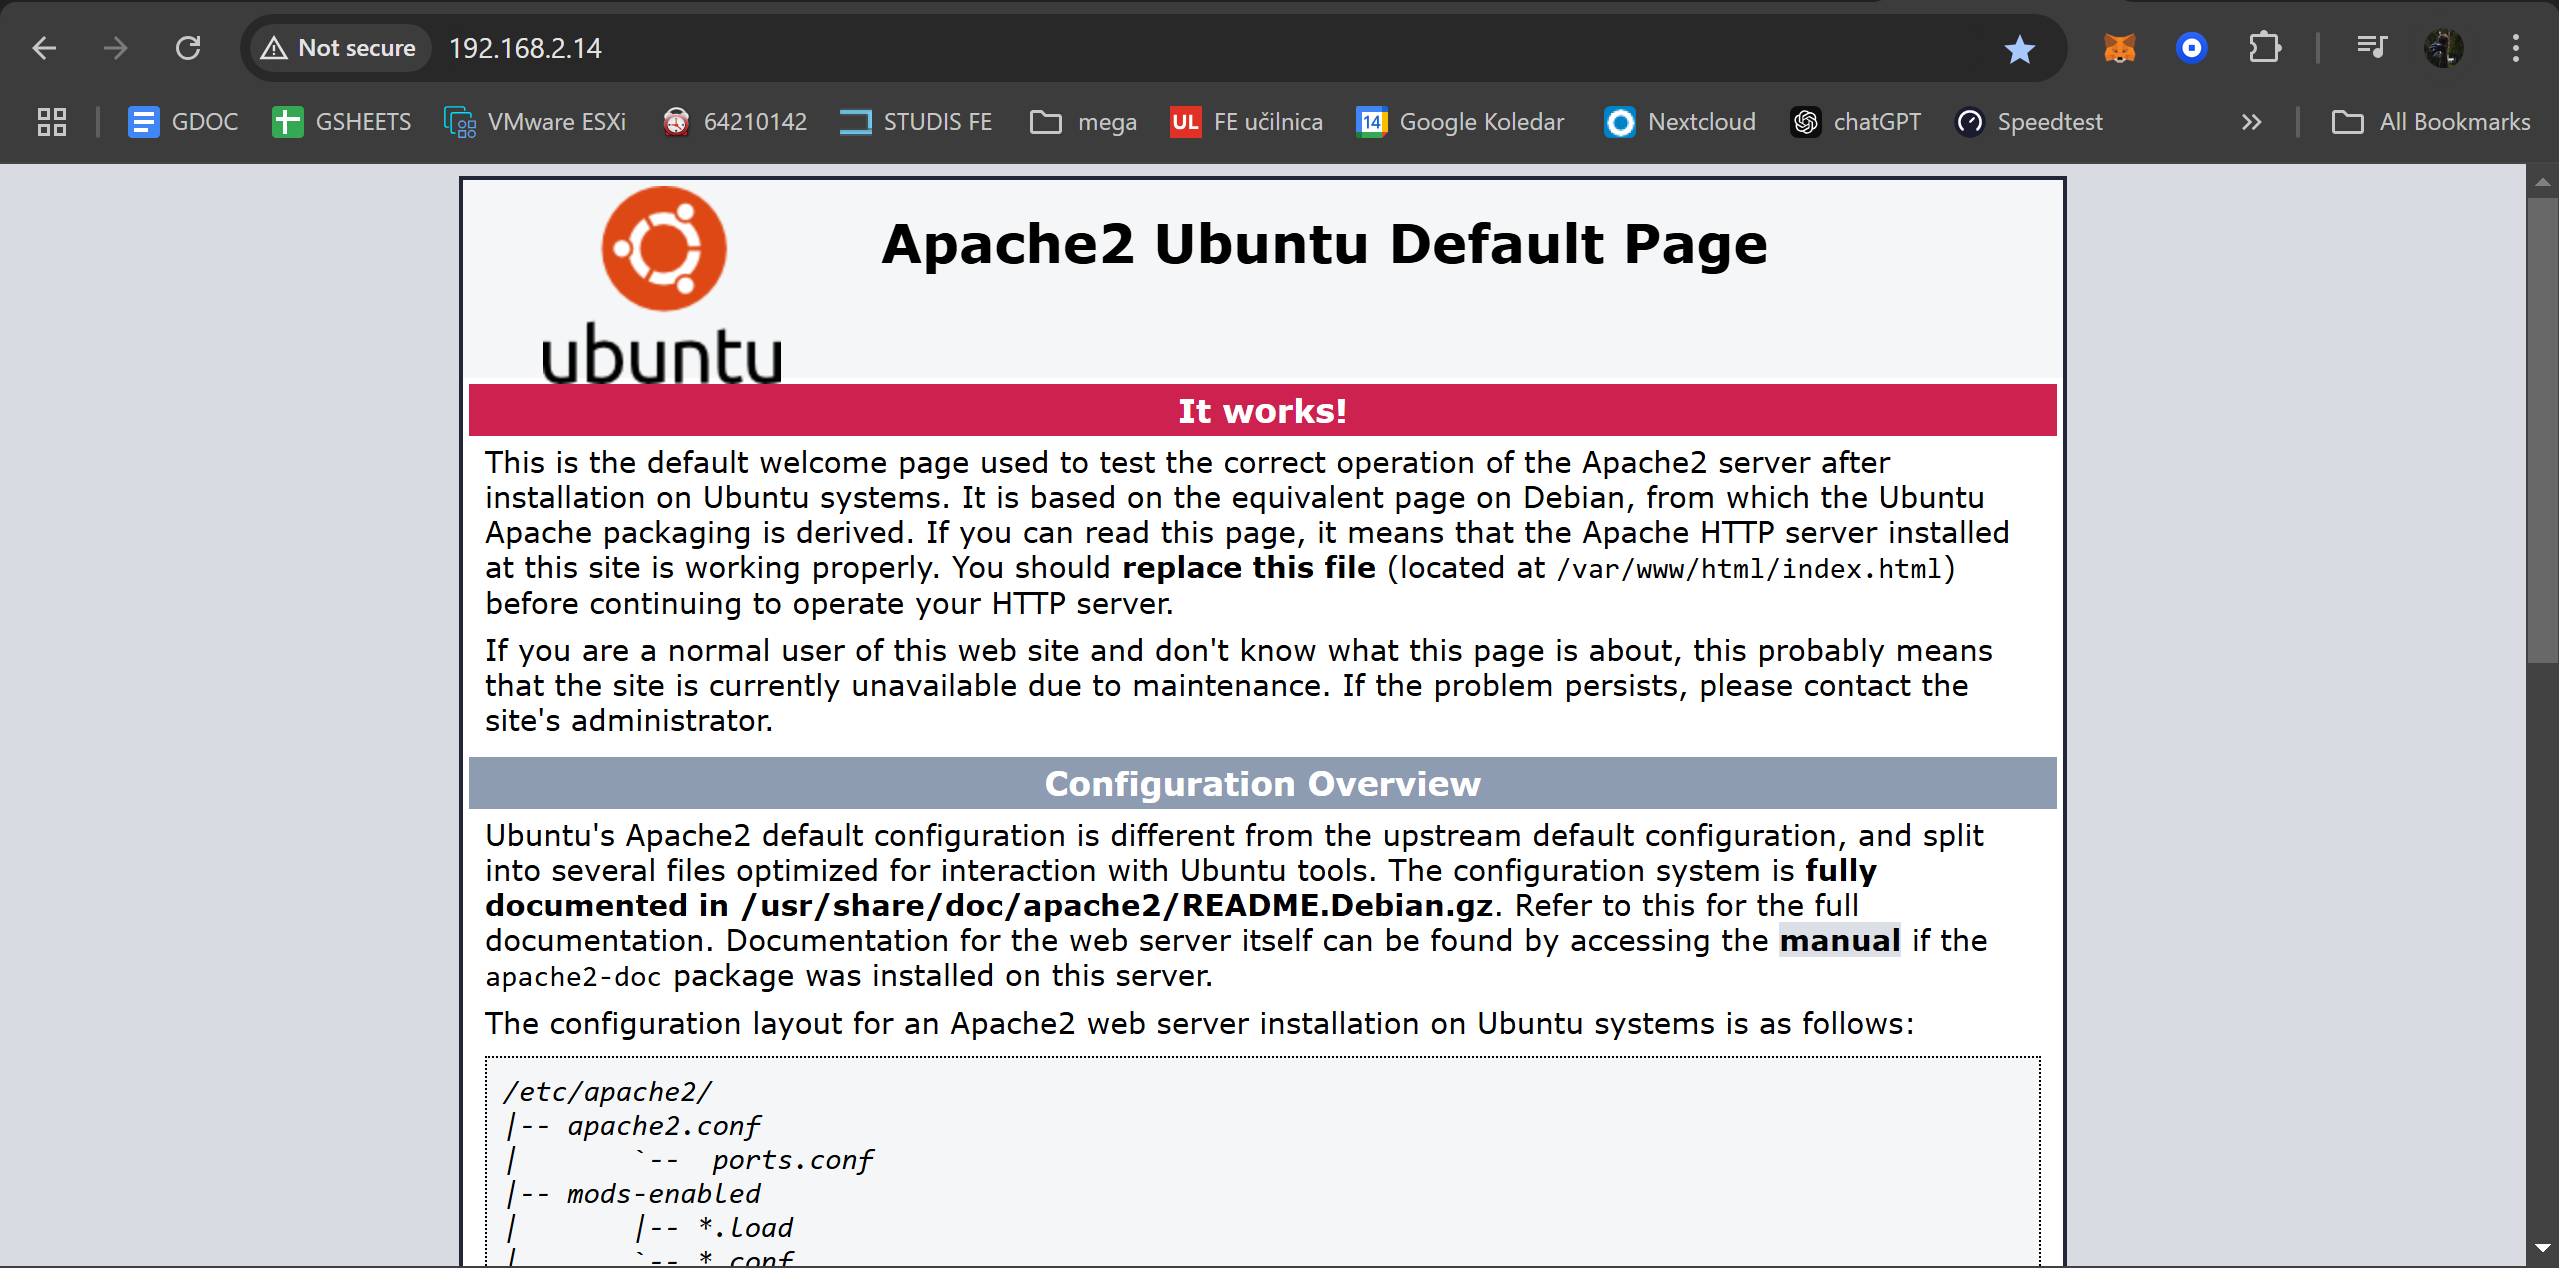 Not secure 192.168.2.14
GDOC GSHEETS VMware ESXi 64210142 STUDIS FE mega UL FE učilnica 14 Google Koledar Nextcloud chatGPT Speedtest All Bookmarks
ubuntu
Apache2 Ubuntu Default Page
It works!
This is the default welcome page used to test the correct operation of the Apache2 server after
installation on Ubuntu systems. It is based on the equivalent page on Debian, from which the Ubuntu
Apache packaging is derived. If you can read this page, it means that the Apache HTTP server installed
at this site is working properly. You should replace this file (located at /var/www/html/index.html)
before continuing to operate your HTTP server.
If you are a normal user of this web site and don't know what this page is about, this probably means
that the site is currently unavailable due to maintenance. If the problem persists, please contact the
site's administrator.
Configuration Overview
Ubuntu's Apache2 default configuration is different from the upstream default configuration, and split
into several files optimized for interaction with Ubuntu tools. The configuration system is fully
documented in /usr/share/doc/apache2/README.Debian.gz. Refer to this for the full
documentation. Documentation for the web server itself can be found by accessing the manual if the
apache2-doc package was installed on this server.
The configuration layout for an Apache2 web server installation on Ubuntu systems is as follows:
/etc/apache2/
|-- apache2.conf
|       `--  ports.conf
|-- mods-enabled
|       |-- *.load
|       `-- *.conf